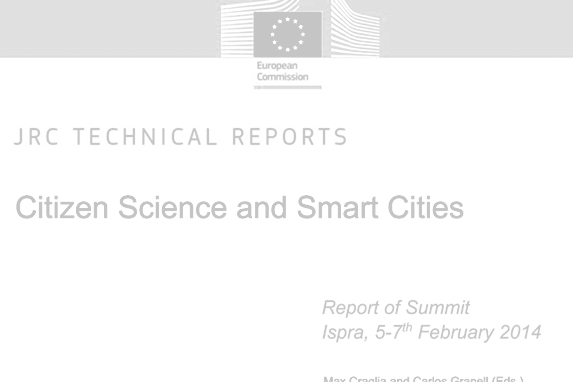 European
Commission
JRC TECHNICAL REPORTS
Citizen Science and Smart Cities
Report of Summit
Ispra, 5-7th February 2014
Max Craglia and Carlos Granell (Eds.)